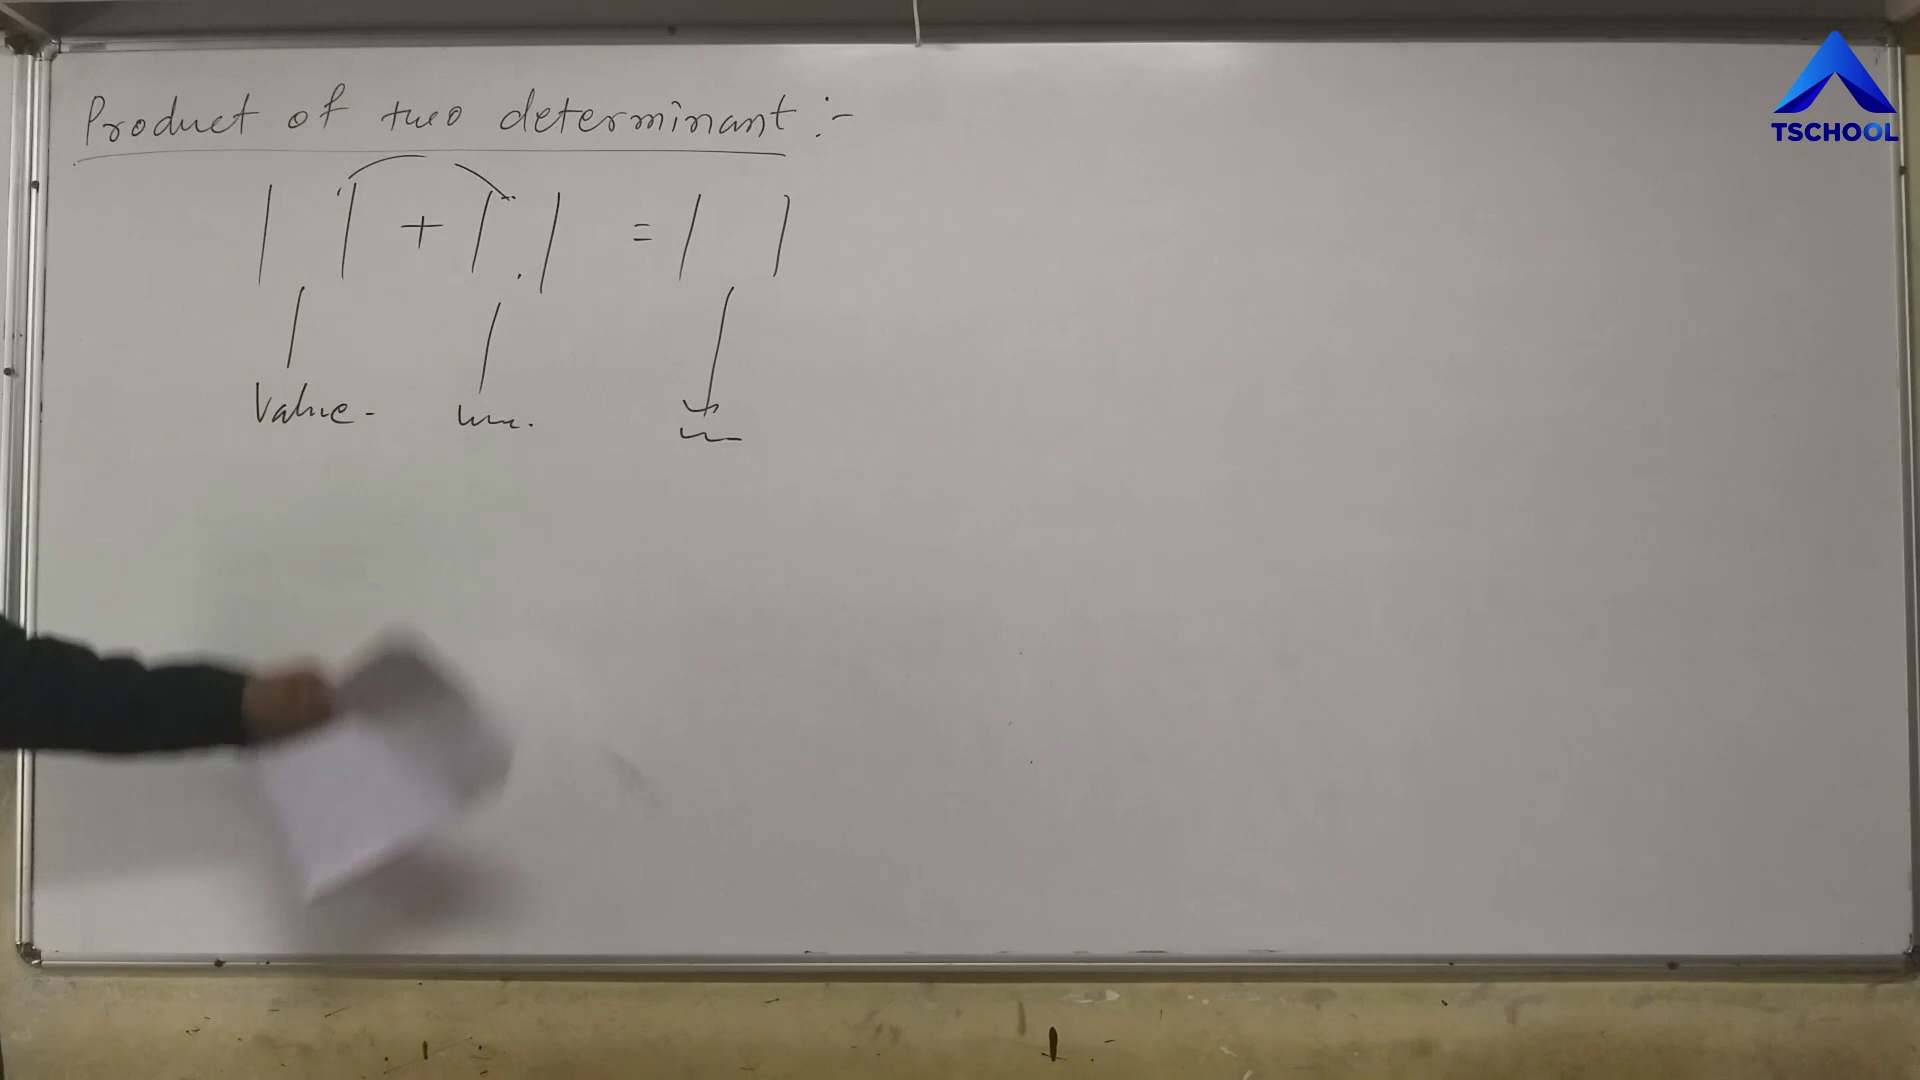 Product of two determinant :-
| | + | | = | |
Value -
TSCHOOL